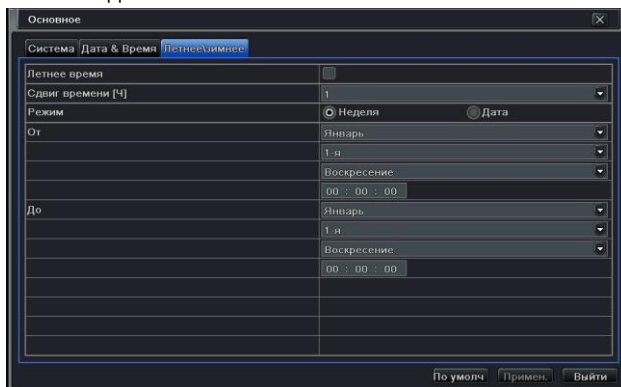 Основное
Система Дата & Время Летнее\зимнее
Летнее время
Сдвиг времени [Ч] 1
Режим Неделя Дата
От Январь
1-я
Воскресение
00 : 00 : 00
До Январь
1-я
Воскресение
00 : 00 : 00
По умолч Примен. Выйти